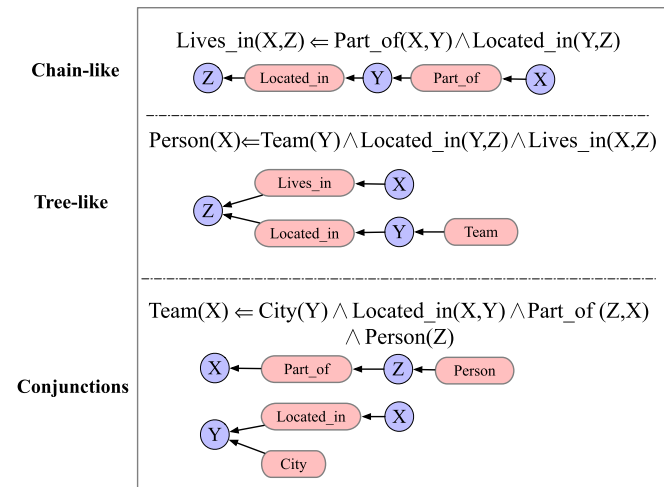 Lives_in(X,Z) ⇐ Part_of(X,Y)∧Located_in(Y,Z)
Chain-like
Z Located_in Y Part_of X
Person(X)⇐Team(Y)∧Located_in(Y,Z)∧Lives_in(X,Z)
Lives_in X
Tree-like
Z
Located_in Y Team
Team(X) ⇐ City(Y)∧Located_in(X,Y)∧Part_of (Z,X)
∧Person(Z)
X Part_of Z Person
Conjunctions
Located_in X
Y
City